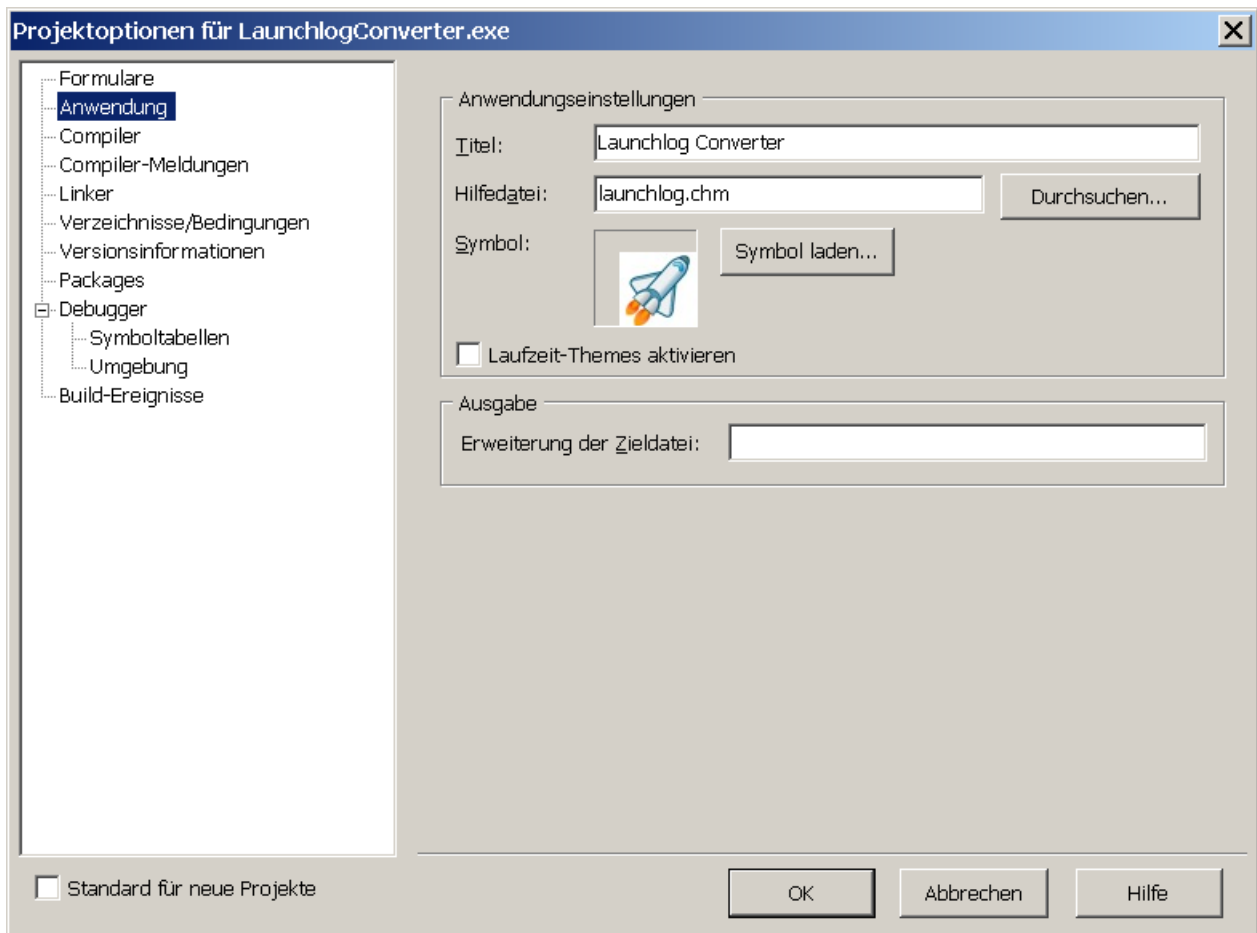 Projektoptionen für LaunchlogConverter.exe
Formulare
Anwendung
Compiler
Compiler-Meldungen
Linker
Verzeichnisse/Bedingungen
Versionsinformationen
Packages
Debugger
Symboltabellen
Umgebung
Build-Ereignisse
Anwendungseinstellungen
Titel: Launchlog Converter
Hilfedatei: launchlog.chm Durchsuchen...
Symbol: Symbol laden...
Laufzeit-Themes aktivieren
Ausgabe
Erweiterung der Zieldatei:
Standard für neue Projekte
OK Abbrechen Hilfe